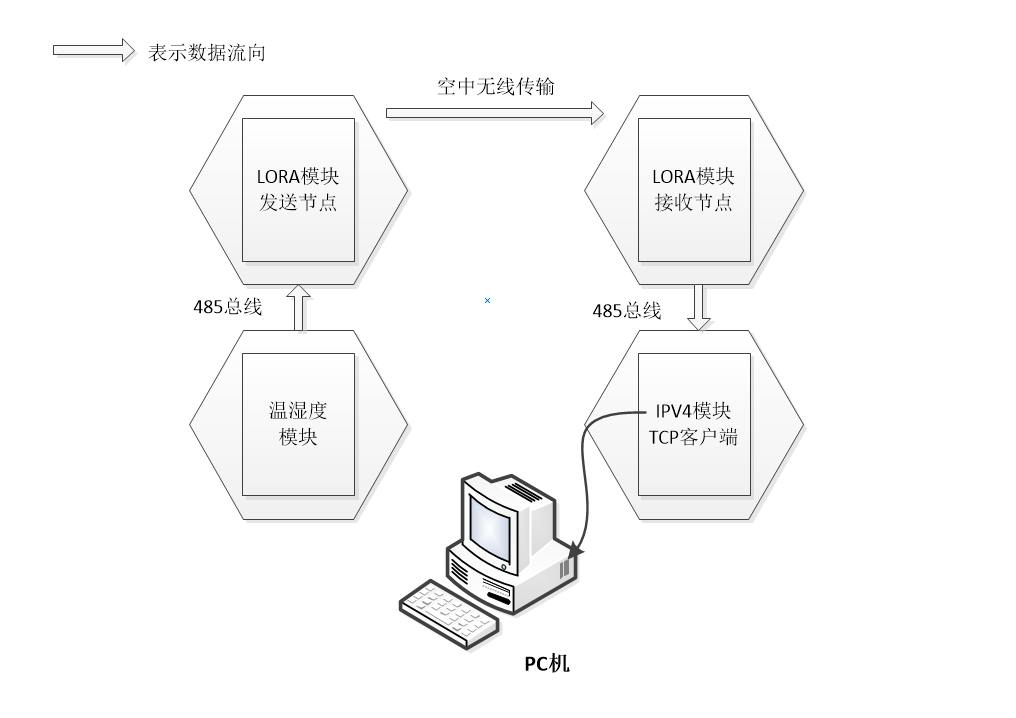 表示数据流向
空中无线传输
LORA模块
发送节点
LORA模块
接收节点
485总线
485总线
温湿度
模块
IPV4模块
TCP客户端
PC机